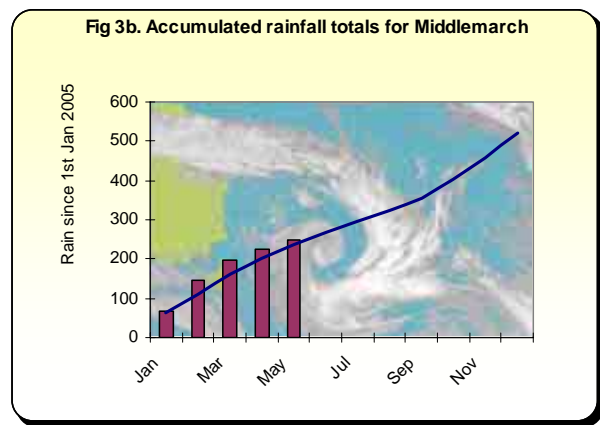 Fig 3b. Accumulated rainfall totals for Middlemarch
Rain since 1st Jan 2005
600
500
400
300
200
100
0
Jan Mar May Jul Sep Nov